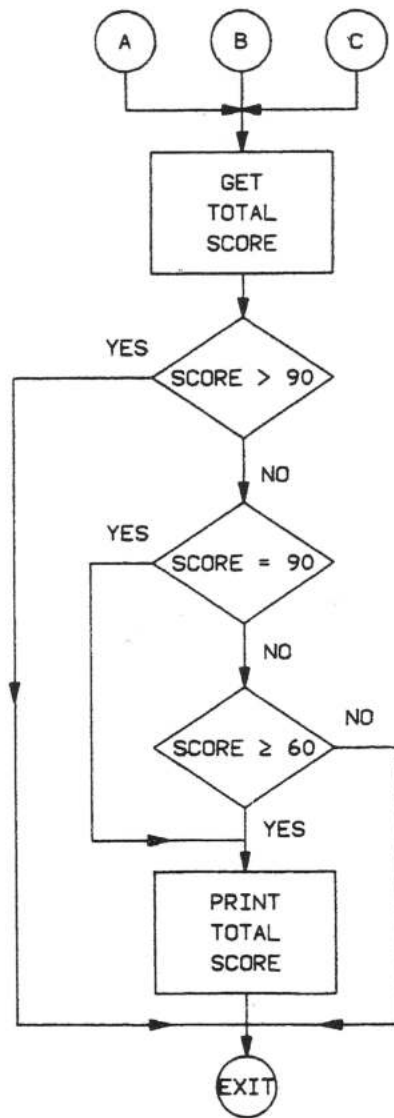 A B C
GET
TOTAL
SCORE
YES
SCORE > 90
NO
YES
SCORE = 90
NO
NO
SCORE ≥ 60
YES
PRINT
TOTAL
SCORE
EXIT